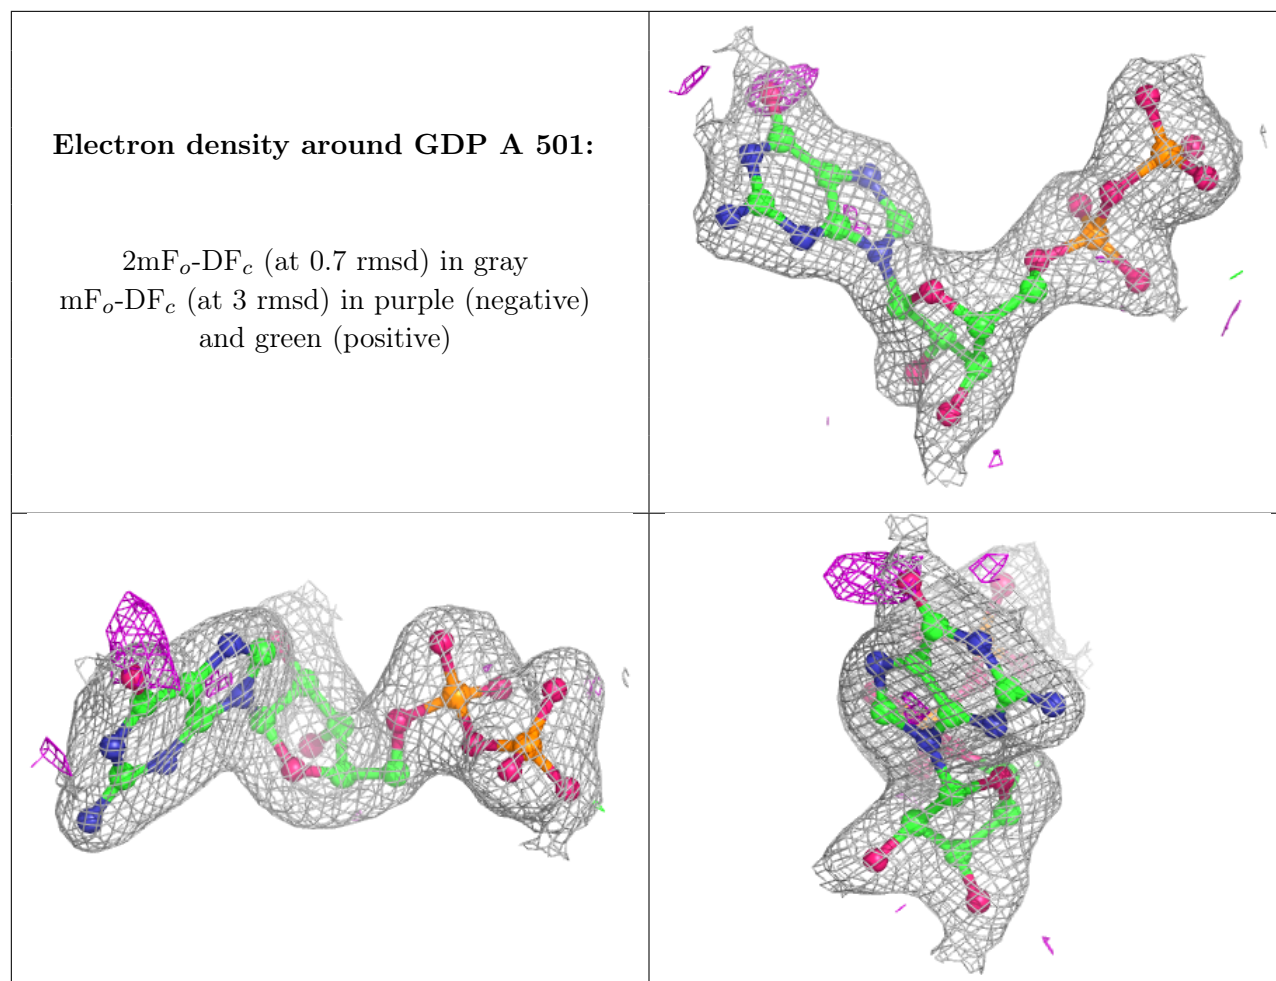 Electron density around GDP A 501:
2mFo-DFc (at 0.7 rmsd) in gray
mFo-DFc (at 3 rmsd) in purple (negative)
and green (positive)